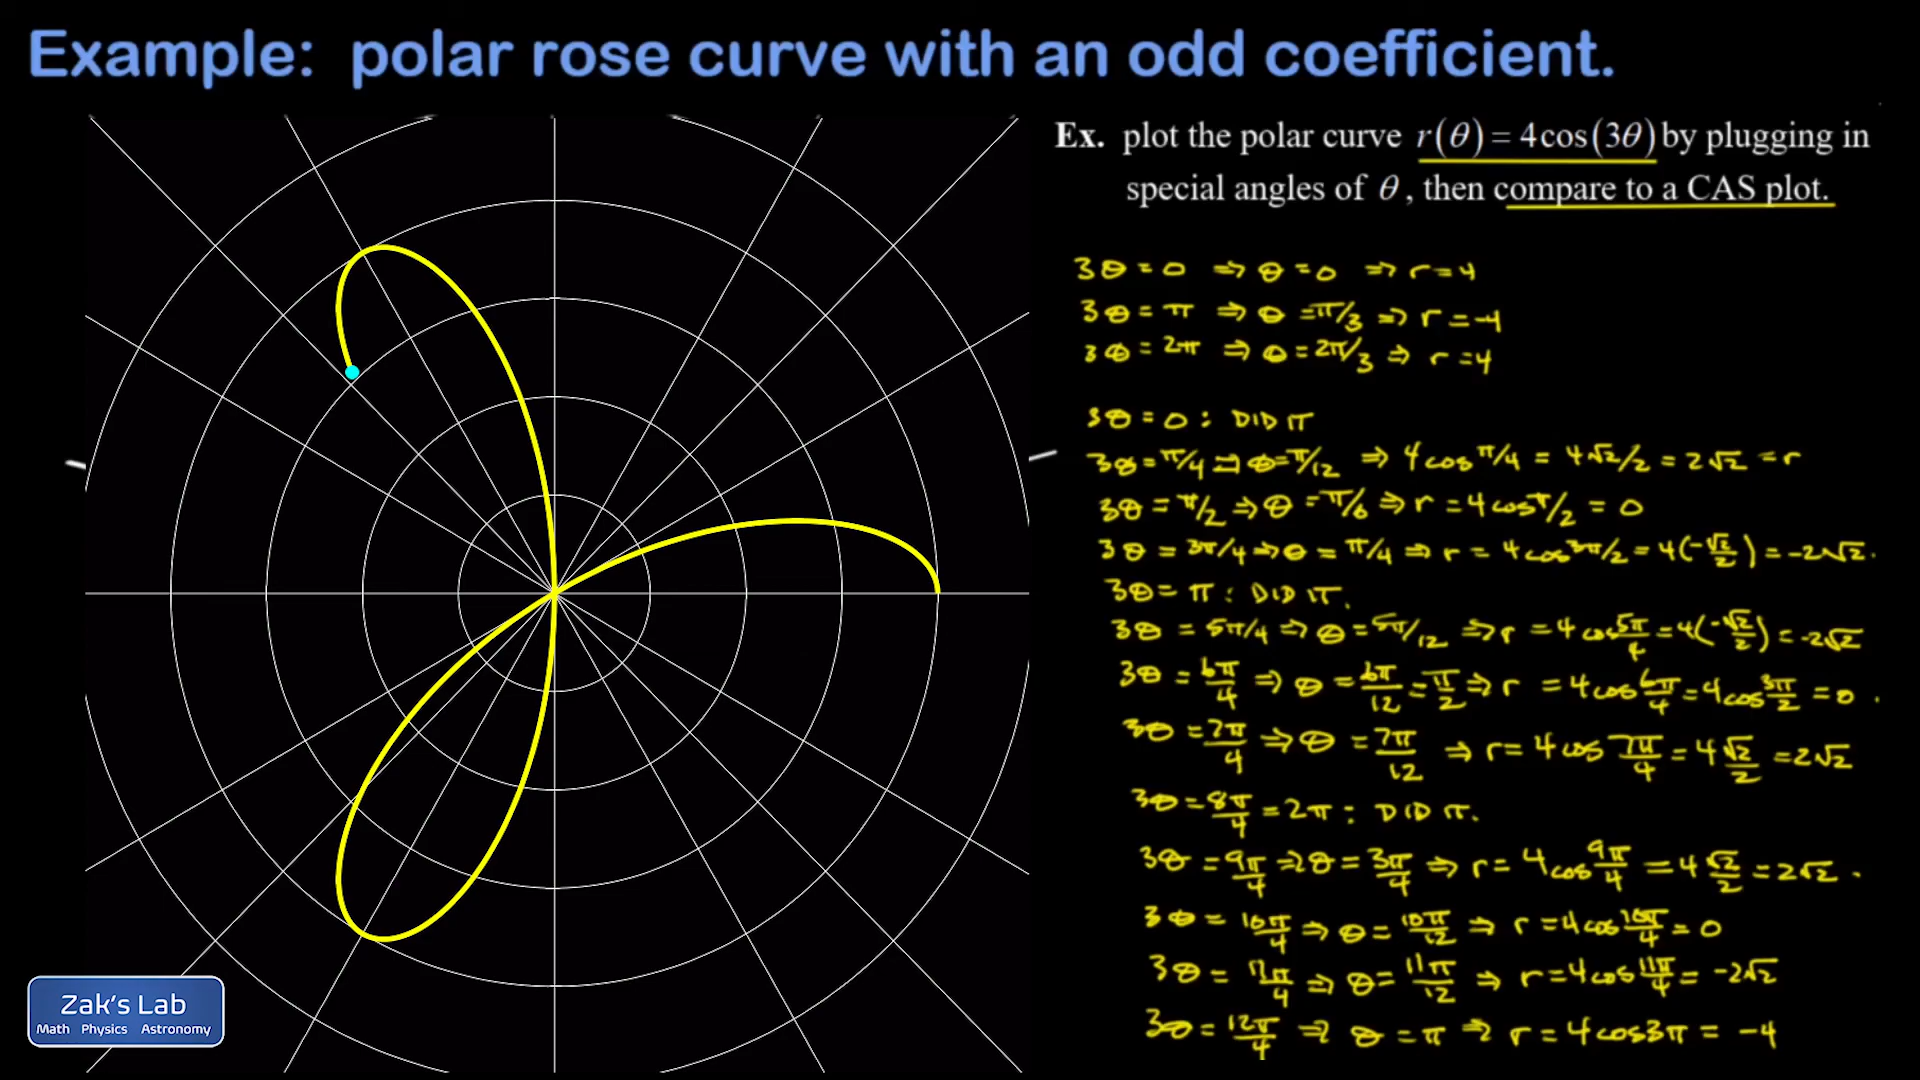 Example: polar rose curve with an odd coefficient.
Ex. plot the polar curve r(θ) = 4cos(3θ) by plugging in
special angles of θ, then compare to a CAS plot.
3θ = 0 ⇒ θ = 0 ⇒ r = 4
3θ = π ⇒ θ = π/3 ⇒ r = -4
3θ = 2π ⇒ θ = 2π/3 ⇒ r = 4
3θ = 0 : DID IT
3θ = π/4 ⇒ θ = π/12 ⇒ 4cos π/4 = 4√2/2 = 2√2 = r
3θ = π/2 ⇒ θ = π/6 ⇒ r = 4cos π/2 = 0
3θ = 3π/4 ⇒ θ = π/4 ⇒ r = 4cos 3π/2 = 4(-√2/2) = -2√2.
3θ = π : DID IT.
3θ = 5π/4 ⇒ θ = 5π/12 ⇒ r = 4cos 5π/4 = 4(-√2/2) = -2√2
3θ = 6π/4 ⇒ θ = 6π/12 = π/2 ⇒ r = 4cos 6π/4 = 4cos 3π/2 = 0.
3θ = 7π/4 ⇒ θ = 7π/12 ⇒ r = 4cos 7π/4 = 4 √2/2 = 2√2
3θ = 8π/4 = 2π : DID IT.
3θ = 9π/4 ⇒ θ = 3π/4 ⇒ r = 4cos 9π/4 = 4 √2/2 = 2√2.
3θ = 10π/4 ⇒ θ = 10π/12 ⇒ r = 4cos 10π/4 = 0
3θ = 11π/4 ⇒ θ = 11π/12 ⇒ r = 4cos 11π/4 = -2√2
3θ = 12π/4 ⇒ θ = π ⇒ r = 4cos3π = -4
Zak's Lab
Math Physics Astronomy